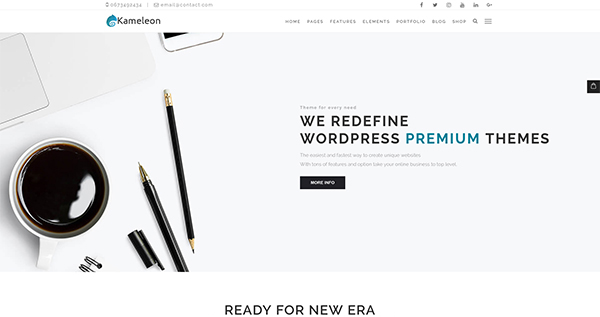 0673492434 | email@contact.com
Kameleon
HOME PAGES FEATURES ELEMENTS PORTFOLIO BLOG SHOP
Theme for every need
WE REDEFINE
WORDPRESS PREMIUM THEMES
The easiest and fastest way to create unique websites
With tons of features and option take your online business to top level...
MORE INFO
READY FOR NEW ERA